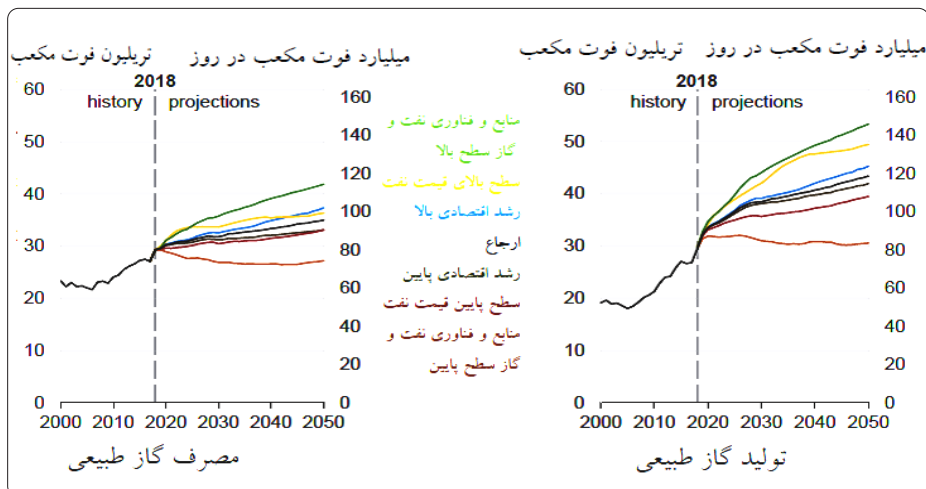 میلیارد فوت مکعب در روز
تریلیون فوت مکعب
2018
history projections
60
50
40
30
20
10
0
160
140
120
100
80
60
40
20
0
2000 2010 2020 2030 2040 2050
مصرف گاز طبیعی
منابع و فناوری نفت و
گاز سطح بالا
سطح بالای قیمت نفت
رشد اقتصادی بالا
ارجاع
رشد اقتصادی پایین
سطح پایین قیمت نفت
منابع و فناوری نفت و
گاز سطح پایین
میلیارد فوت مکعب در روز
تریلیون فوت مکعب
2018
history projections
60
50
40
30
20
10
0
160
140
120
100
80
60
40
20
0
2000 2010 2020 2030 2040 2050
تولید گاز طبیعی